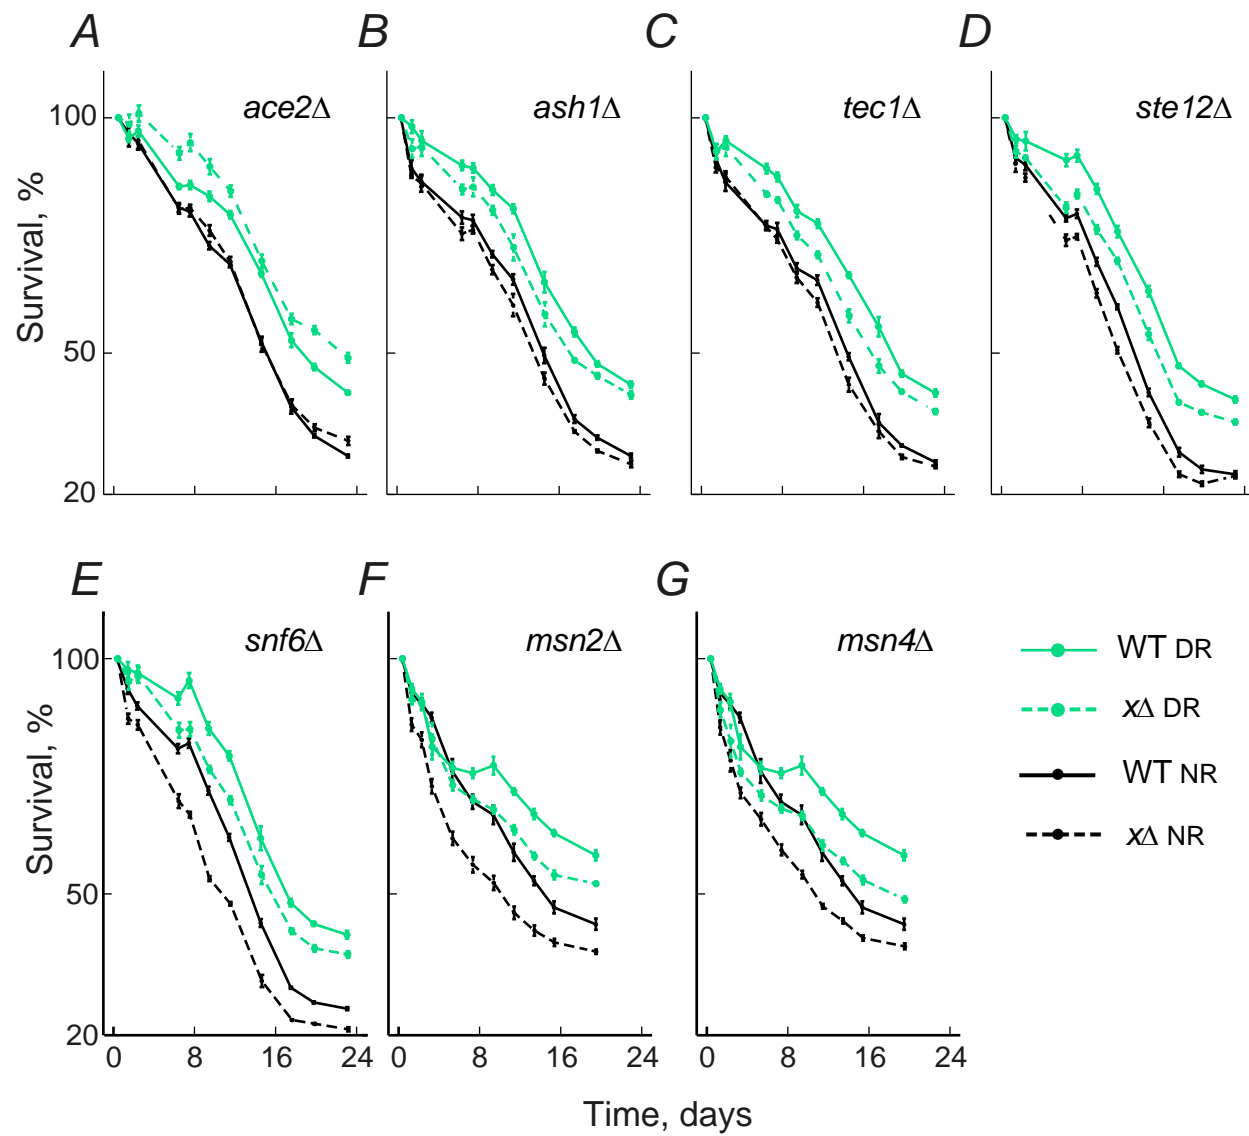 A B C D
ace2Δ ash1Δ tec1Δ ste12Δ
100
Survival, %
50
20
E F G
snf6Δ msn2Δ msn4Δ
100
Survival, %
50
20
0 8 16 24 0 8 16 24 0 8 16 24
Time, days
WT DR
xΔ DR
WT NR
xΔ NR